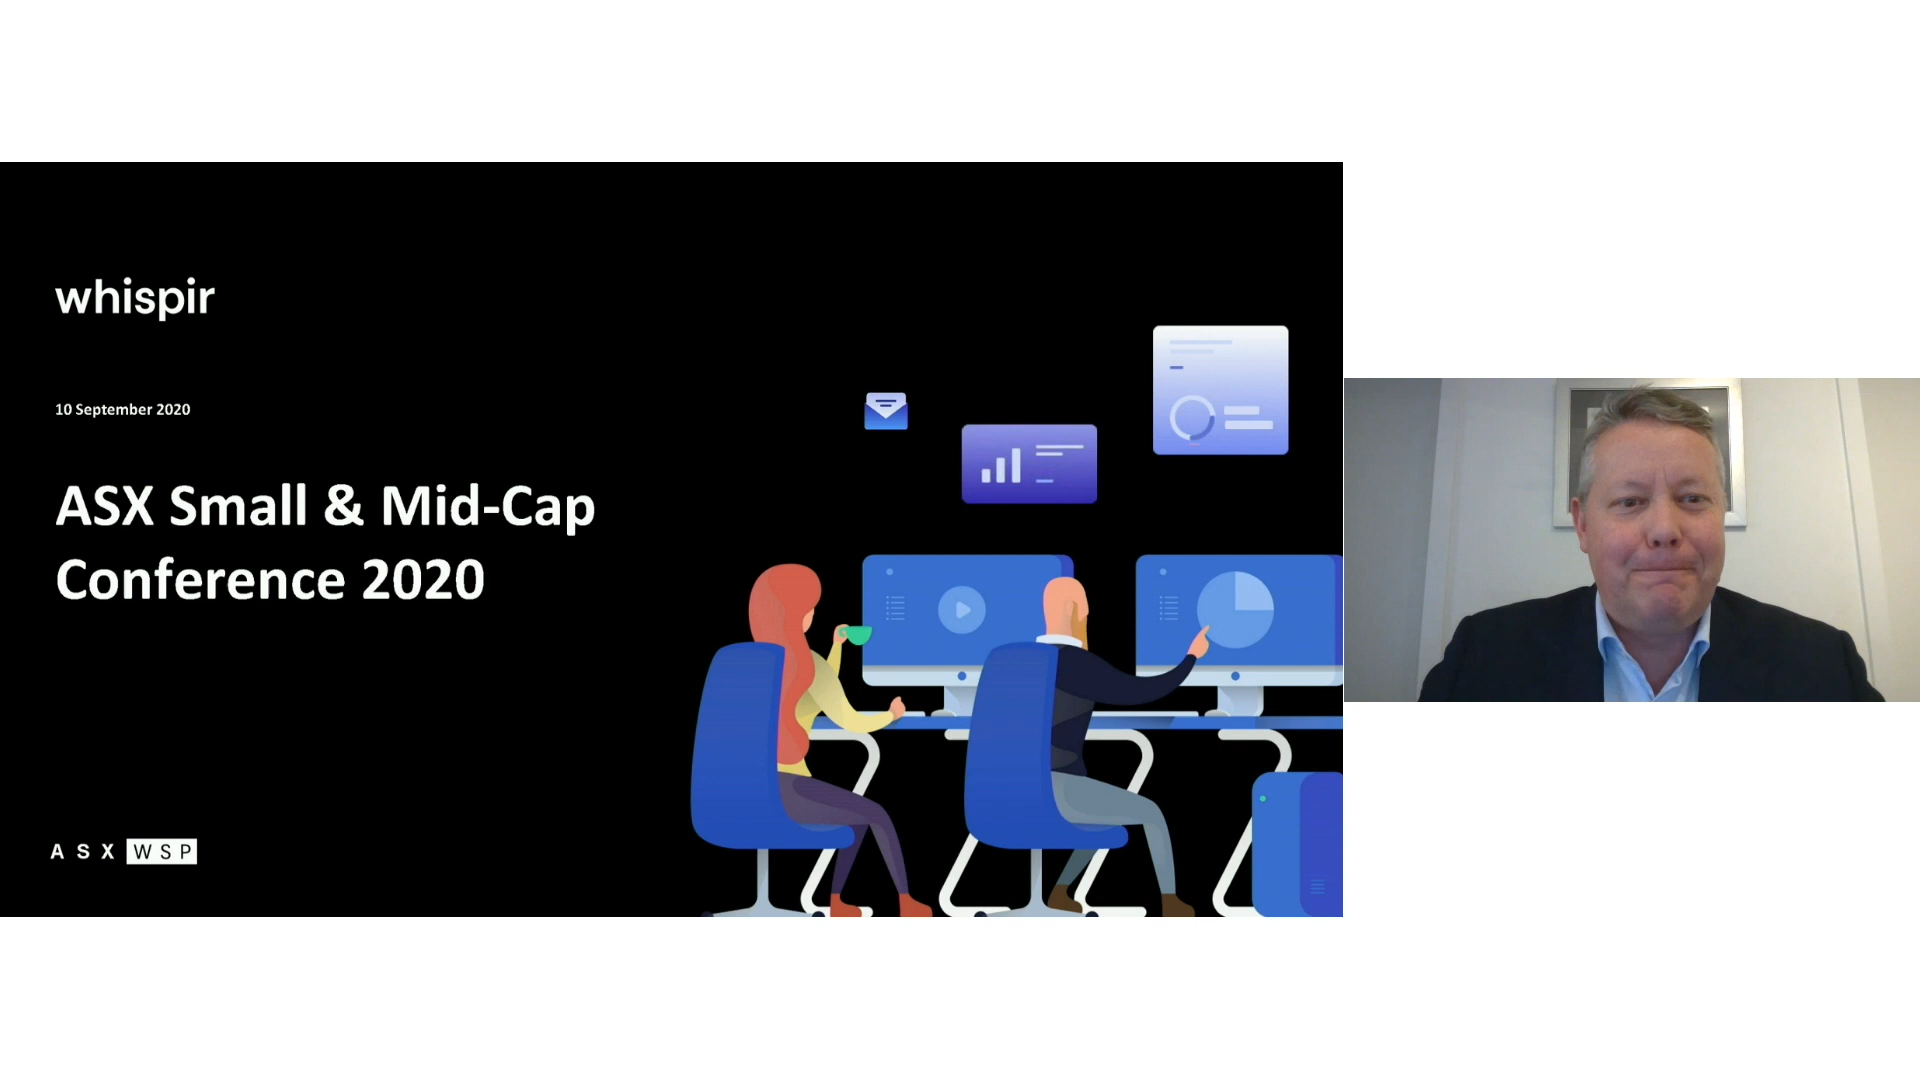 whispir
10 September 2020
ASX Small & Mid-Cap
Conference 2020
ASX WSP